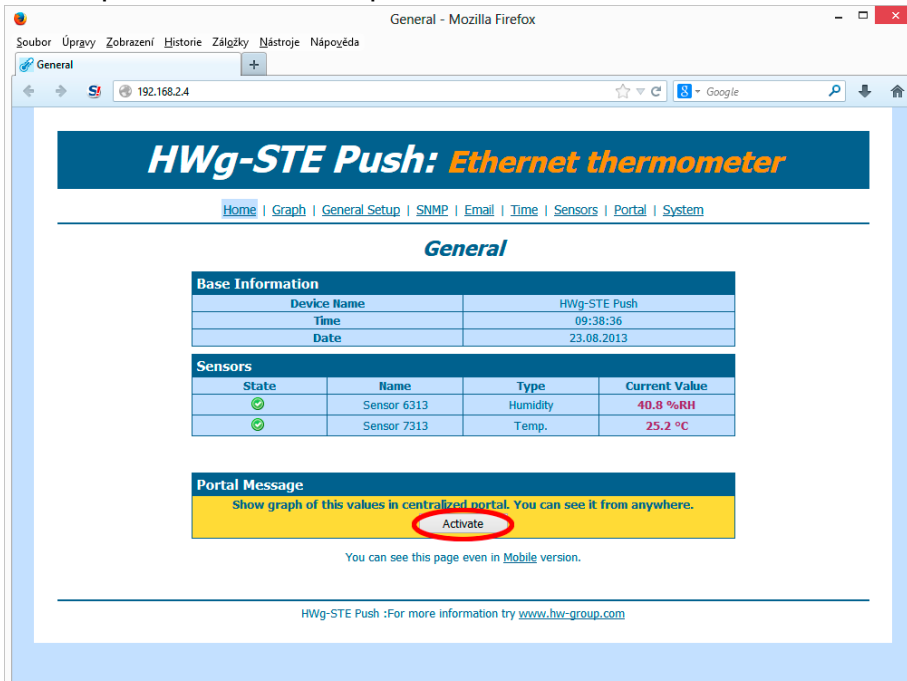 General - Mozilla Firefox
Soubor Úpravy Zobrazení Historie Záložky Nástroje Nápověda
General
192.168.2.4
Google
HWg-STE Push: Ethernet thermometer
Home | Graph | General Setup | SNMP | Email | Time | Sensors | Portal | System
General
Base Information
Device Name HWg-STE Push
Time 09:38:36
Date 23.08.2013
Sensors
State Name Type Current Value
Sensor 6313 Humidity 40.8 %RH
Sensor 7313 Temp. 25.2 °C
Portal Message
Show graph of this values in centralized portal. You can see it from anywhere.
Activate
You can see this page even in Mobile version.
HWg-STE Push :For more information try www.hw-group.com